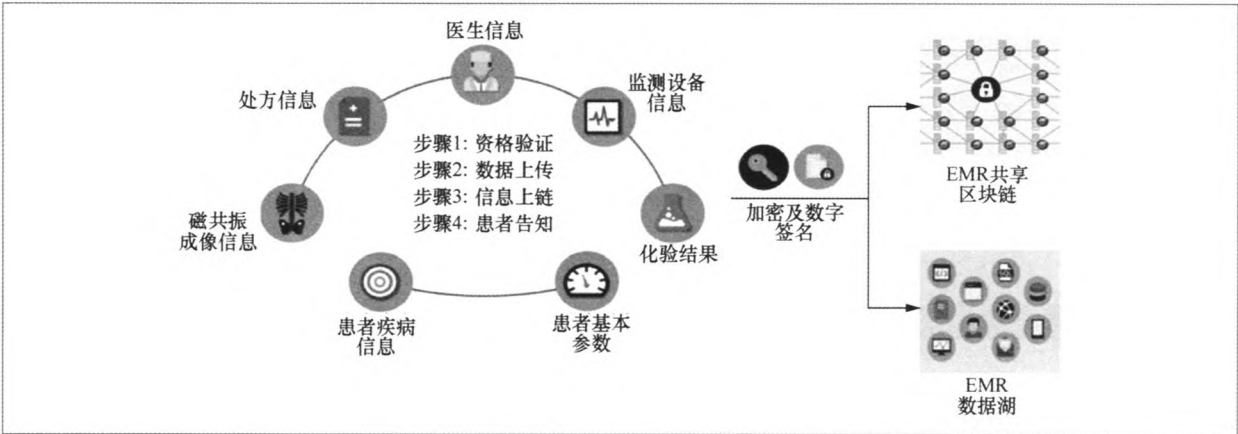 医生信息
处方信息
监测设备
信息
步骤1: 资格验证
步骤2: 数据上传
步骤3: 信息上链
步骤4: 患者告知
磁共振
成像信息
化验结果
患者疾病
信息
患者基本
参数
加密及数字
签名
EMR共享
区块链
EMR
数据湖